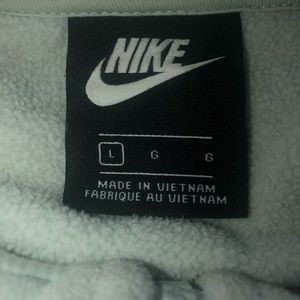 NIKE
L G G
MADE IN VIETNAM
FABRIQUE AU VIETNAM